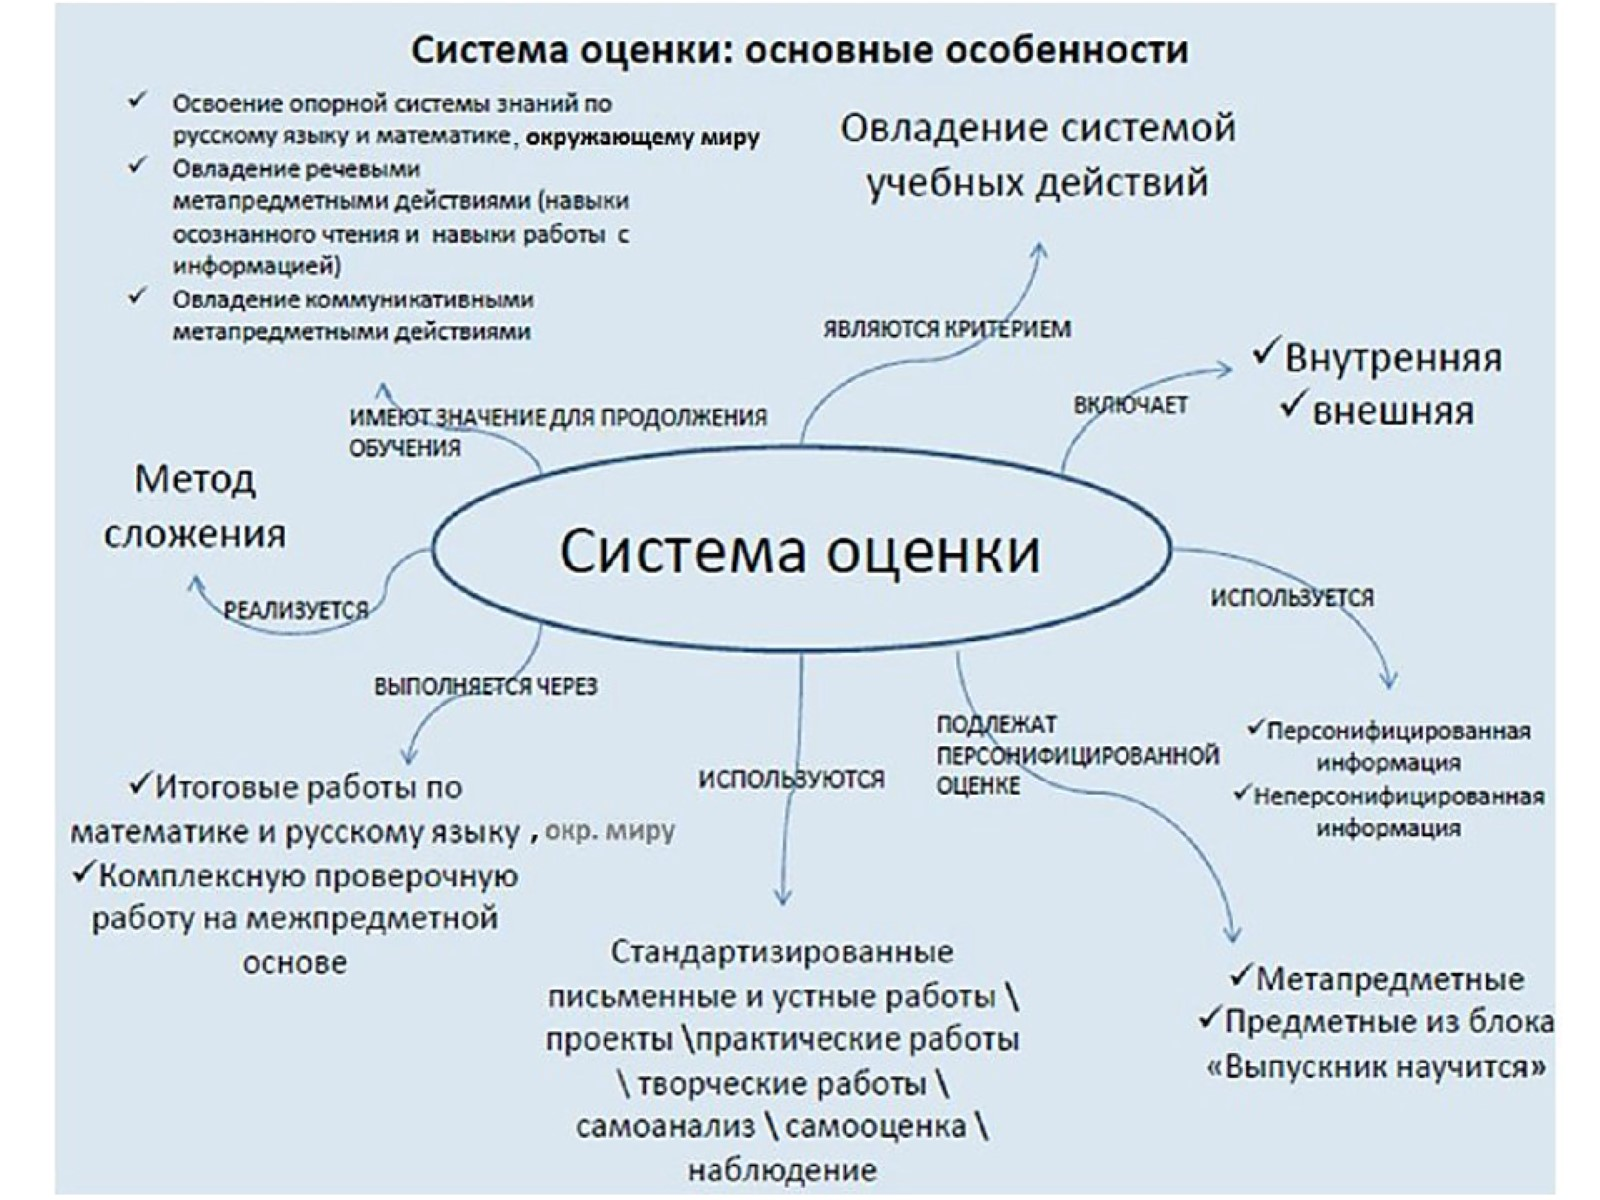 Система оценки: основные особенности
✓ Освоение опорной системы знаний по
русскому языку и математике, окружающему миру
✓ Овладение речевыми
метапредметными действиями (навыки
осознанного чтения и навыки работы с
информацией)
✓ Овладение коммуникативными
метапредметными действиями
Овладение системой
учебных действий
ЯВЛЯЮТСЯ КРИТЕРИЕМ
✓Внутренняя
✓внешняя
ВКЛЮЧАЕТ
ИМЕЮТ ЗНАЧЕНИЕ ДЛЯ ПРОДОЛЖЕНИЯ
ОБУЧЕНИЯ
Метод
сложения
РЕАЛИЗУЕТСЯ
Система оценки
ИСПОЛЬЗУЕТСЯ
✓Персонифицированная
информация
✓Неперсонифицированная
информация
ВЫПОЛНЯЕТСЯ ЧЕРЕЗ
✓Итоговые работы по
математике и русскому языку , окр. миру
✓Комплексную проверочную
работу на межпредметной
основе
ИСПОЛЬЗУЮТСЯ
Стандартизированные
письменные и устные работы \
проекты \практические работы
\ творческие работы \
самоанализ \ самооценка \
наблюдение
ПОДЛЕЖАТ
ПЕРСОНИФИЦИРОВАННОЙ
ОЦЕНКЕ
✓Метапредметные
✓Предметные из блока
«Выпускник научится»